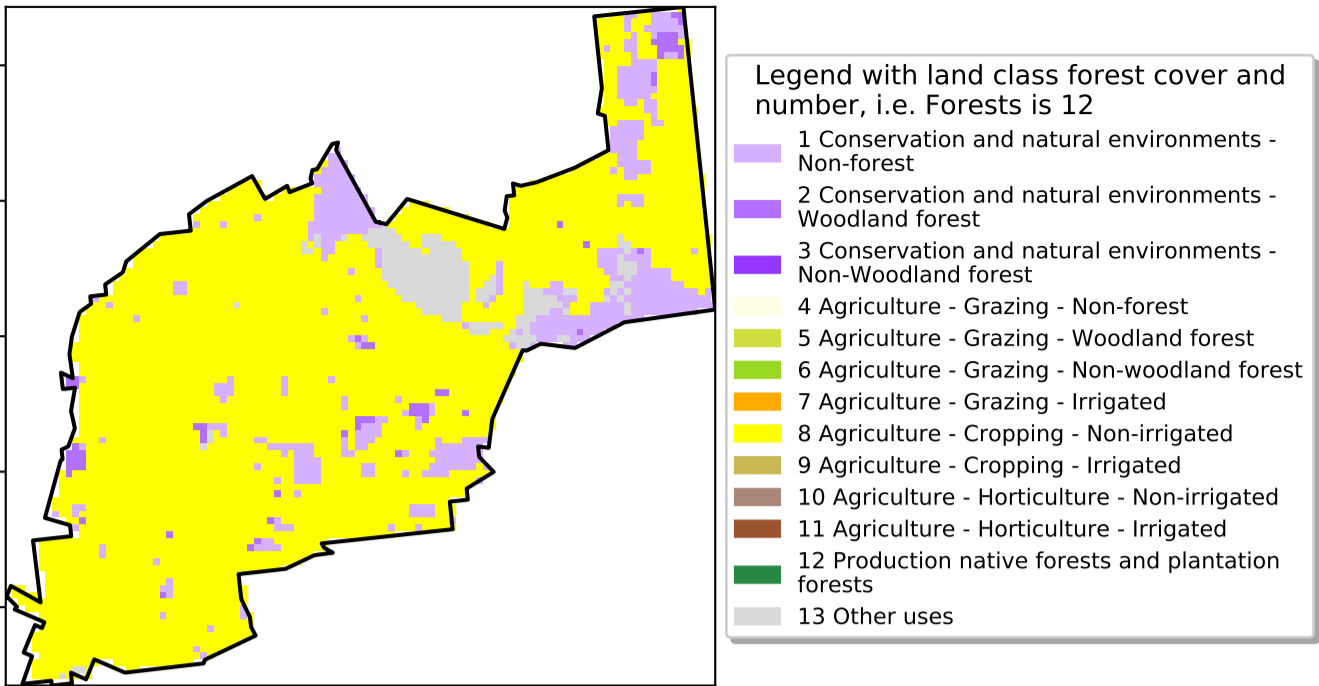 Legend with land class forest cover and
number, i.e. Forests is 12
1 Conservation and natural environments -
Non-forest
2 Conservation and natural environments -
Woodland forest
3 Conservation and natural environments -
Non-Woodland forest
4 Agriculture - Grazing - Non-forest
5 Agriculture - Grazing - Woodland forest
6 Agriculture - Grazing - Non-woodland forest
7 Agriculture - Grazing - Irrigated
8 Agriculture - Cropping - Non-irrigated
9 Agriculture - Cropping - Irrigated
10 Agriculture - Horticulture - Non-irrigated
11 Agriculture - Horticulture - Irrigated
12 Production native forests and plantation
forests
13 Other uses